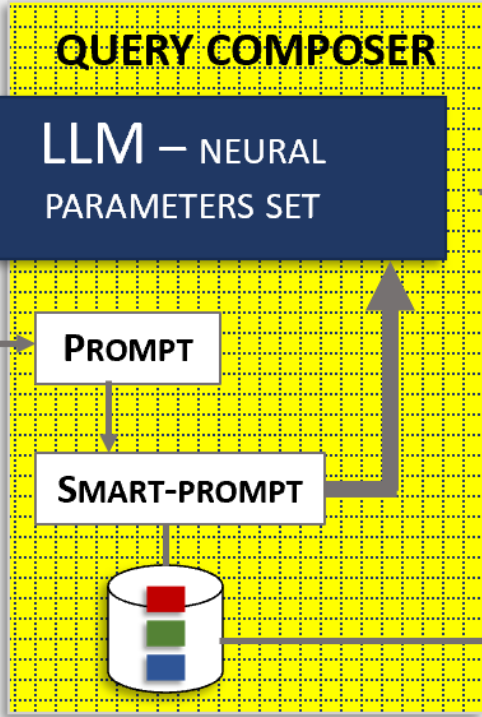 QUERY COMPOSER
LLM – NEURAL
PARAMETERS SET
PROMPT
SMART-PROMPT